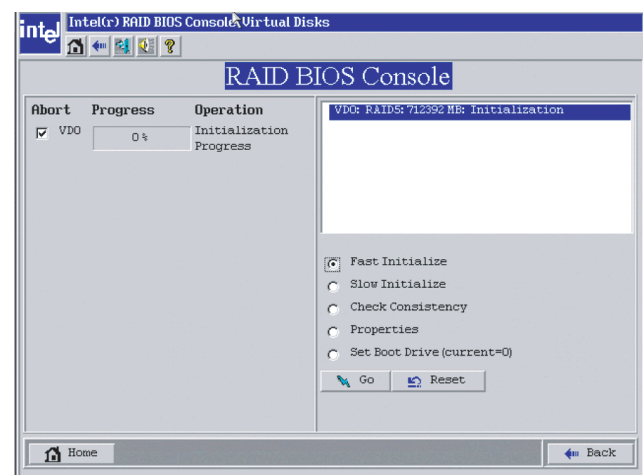 intel
Intel(r) RAID BIOS Console Virtual Disks
RAID BIOS Console
Abort Progress Operation
VD0 0% Initialization Progress
VD0: RAID5: 712392 MB: Initialization
Fast Initialize
Slow Initialize
Check Consistency
Properties
Set Boot Drive (current=0)
Go Reset
Home Back